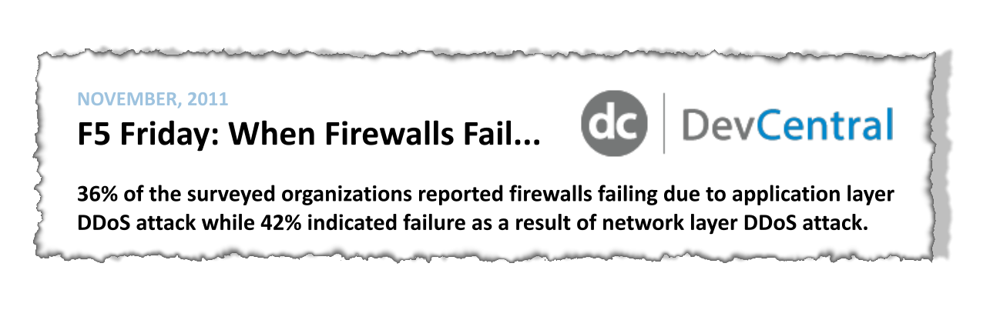 NOVEMBER, 2011
F5 Friday: When Firewalls Fail...
dc | DevCentral
36% of the surveyed organizations reported firewalls failing due to application layer
DDoS attack while 42% indicated failure as a result of network layer DDoS attack.